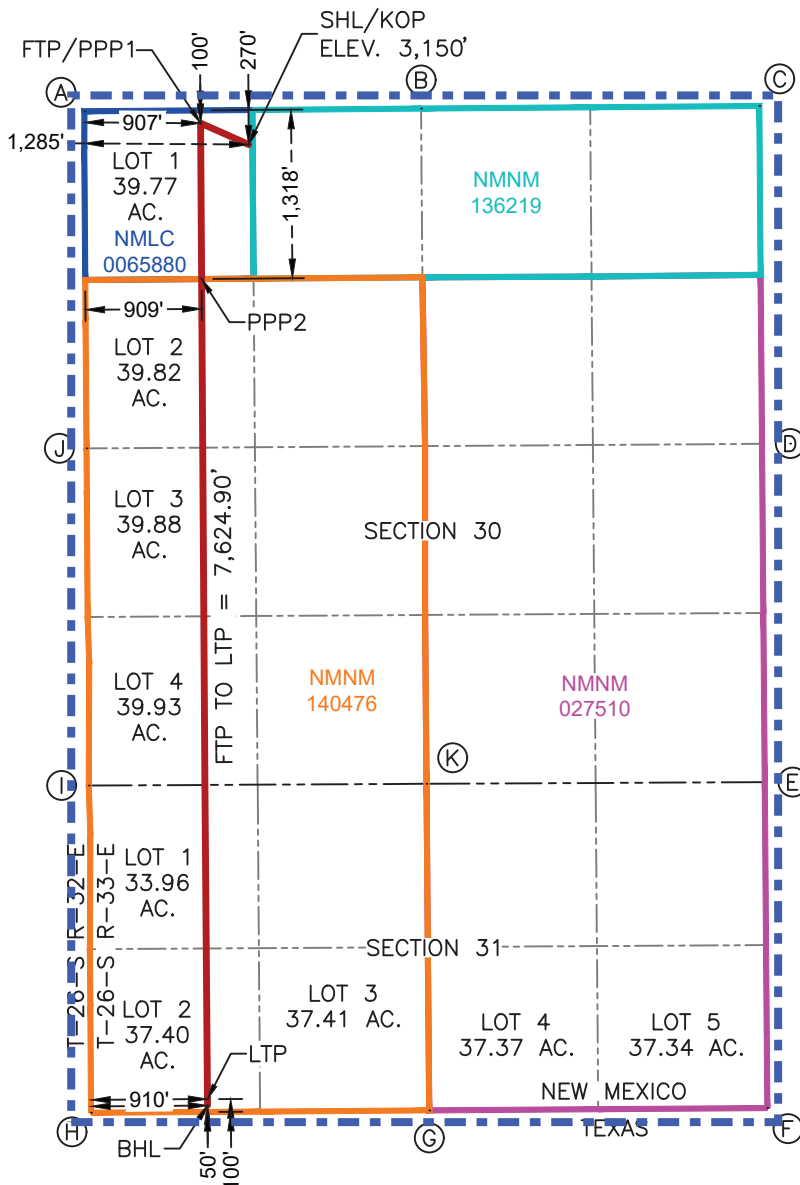 SHL/KOP
ELEV. 3,150'
FTP/PPP1
100'
270'
A
B
C
907'
1,285'
LOT 1
39.77
AC.
NMLC
0065880
1,318'
NMNM
136219
909'
PPP2
LOT 2
39.82
AC.
J
D
LOT 3
39.88
AC.
FTP TO LTP = 7,624.90'
SECTION 30
LOT 4
39.93
AC.
NMNM
140476
NMNM
027510
K
I
E
T-26-S R-32-E
T-26-S R-33-E
LOT 1
33.96
AC.
SECTION 31
LOT 2
37.40
AC.
LOT 3
37.41 AC.
LOT 4
37.37 AC.
LOT 5
37.34 AC.
LTP
910'
NEW MEXICO
TEXAS
H
BHL
50'
100'
G
F